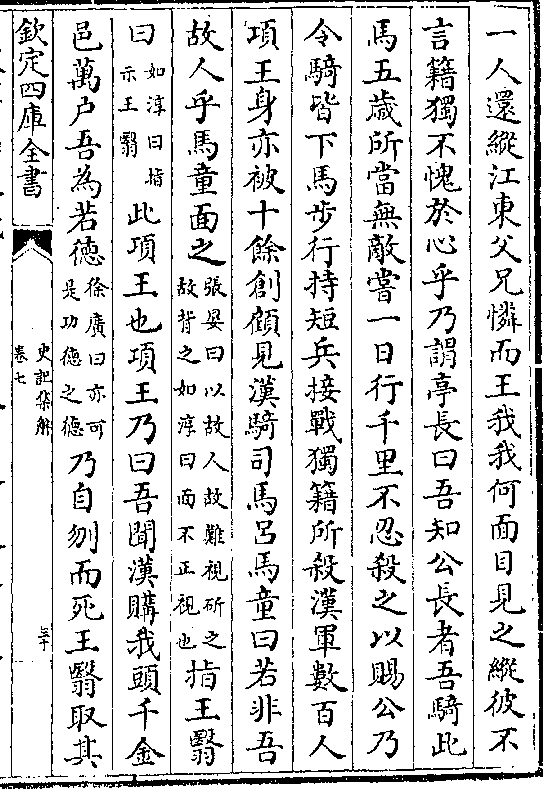 一人還縱江東父兄憐而王我我何面目見之縱彼不
言籍獨不愧於心乎乃謂亭長曰吾知公長者吾騎此
馬五歲所當無敵嘗一日行千里不忍殺之以賜公乃
令騎皆下馬步行持短兵接戰獨籍所殺漢軍數百人
項王身亦被十餘創顧見漢騎司馬吕馬童曰若非吾
故人乎馬童面之張晏曰以故人故難視斫之故背之如淳曰面不正視也指王翳
曰如淳曰指示王翳此項王也項王乃曰吾聞漢購我頭千金
邑萬户吾為若德徐廣曰亦可是功德之德乃自刎而死王翳取其
欽定四庫全書
史記集解
卷七